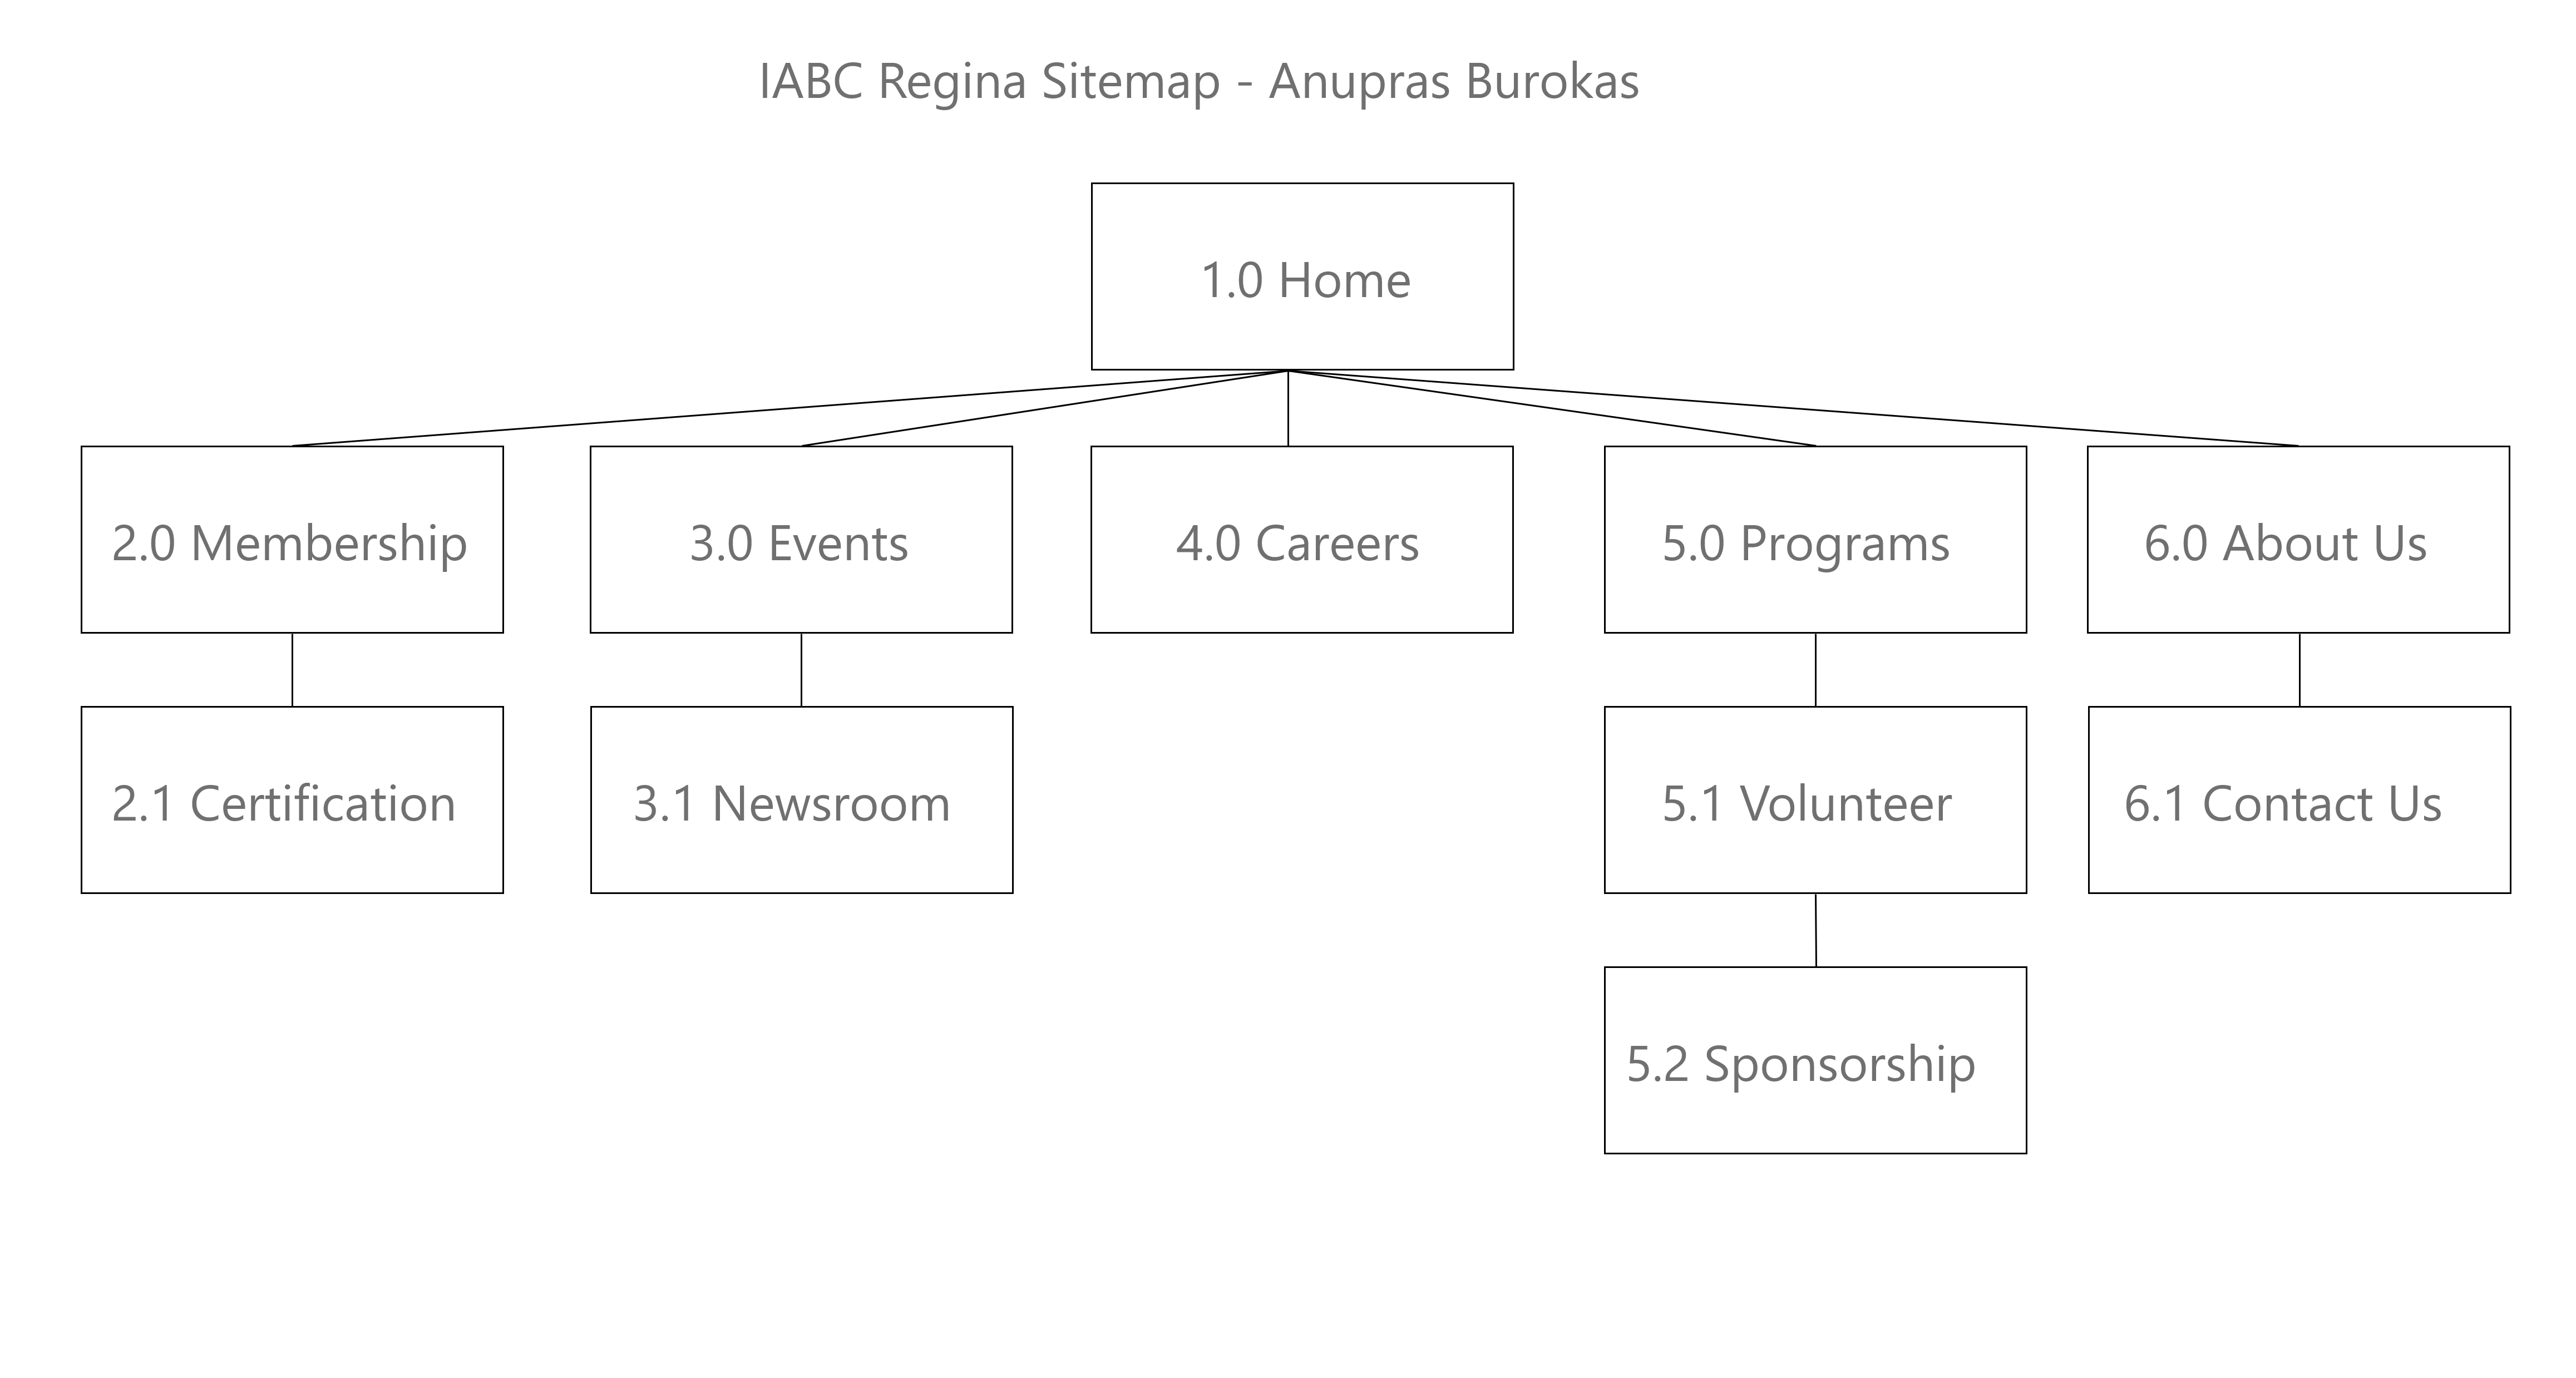 IABC Regina Sitemap - Anupras Burokas
1.0 Home
2.0 Membership
3.0 Events
4.0 Careers
5.0 Programs
6.0 About Us
2.1 Certification
3.1 Newsroom
5.1 Volunteer
6.1 Contact Us
5.2 Sponsorship